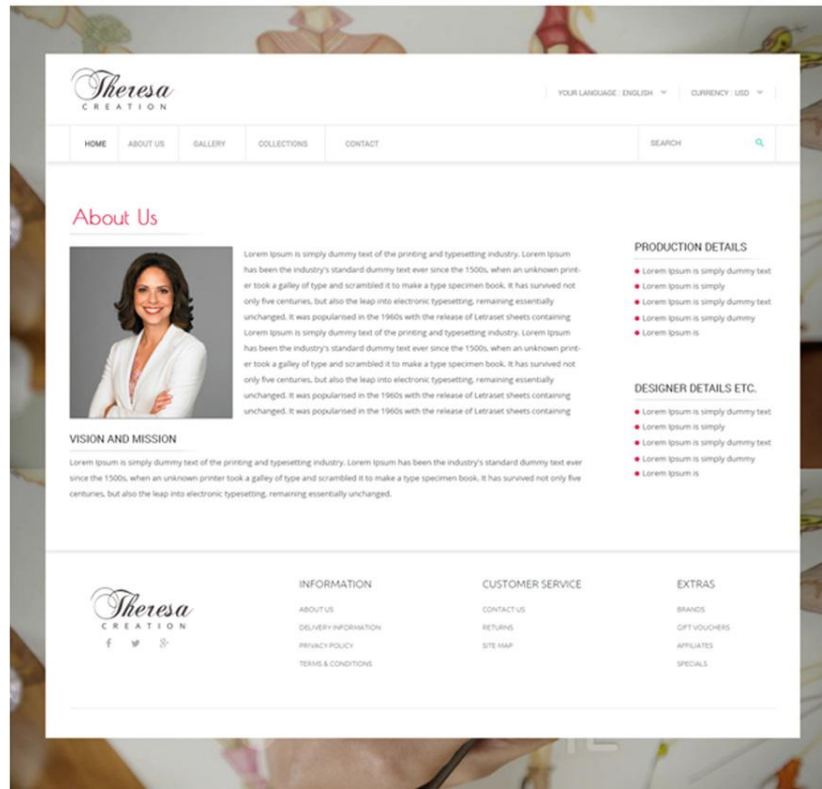 Theresa
CREATION
YOUR LANGUAGE : ENGLISH
CURRENCY : USD
HOME
ABOUT US
GALLERY
COLLECTIONS
CONTACT
SEARCH
About Us
Lorem Ipsum is simply dummy text of the printing and typesetting industry. Lorem Ipsum
has been the industry's standard dummy text ever since the 1500s, when an unknown print-
er took a galley of type and scrambled it to make a type specimen book. It has survived not
only five centuries, but also the leap into electronic typesetting, remaining essentially
unchanged. It was popularised in the 1960s with the release of Letraset sheets containing
Lorem Ipsum is simply dummy text of the printing and typesetting industry. Lorem Ipsum
has been the industry's standard dummy text ever since the 1500s, when an unknown print-
er took a galley of type and scrambled it to make a type specimen book. It has survived not
only five centuries, but also the leap into electronic typesetting, remaining essentially
unchanged. It was popularised in the 1960s with the release of Letraset sheets containing
unchanged. It was popularised in the 1960s with the release of Letraset sheets containing
VISION AND MISSION
Lorem Ipsum is simply dummy text of the printing and typesetting industry. Lorem Ipsum has been the industry's standard dummy text ever
since the 1500s, when an unknown printer took a galley of type and scrambled it to make a type specimen book. It has survived not only five
centuries, but also the leap into electronic typesetting, remaining essentially unchanged.
PRODUCTION DETAILS
Lorem Ipsum is simply dummy text
Lorem Ipsum is simply
Lorem Ipsum is simply dummy text
Lorem Ipsum is simply dummy
Lorem Ipsum is
DESIGNER DETAILS ETC.
Lorem Ipsum is simply dummy text
Lorem Ipsum is simply
Lorem Ipsum is simply dummy text
Lorem Ipsum is simply dummy
Lorem Ipsum is
Theresa
CREATION
INFORMATION
ABOUT US
DELIVERY INFORMATION
PRIVACY POLICY
TERMS & CONDITIONS
CUSTOMER SERVICE
CONTACT US
RETURNS
SITE MAP
EXTRAS
BRANDS
GIFT VOUCHERS
AFFILIATES
SPECIALS